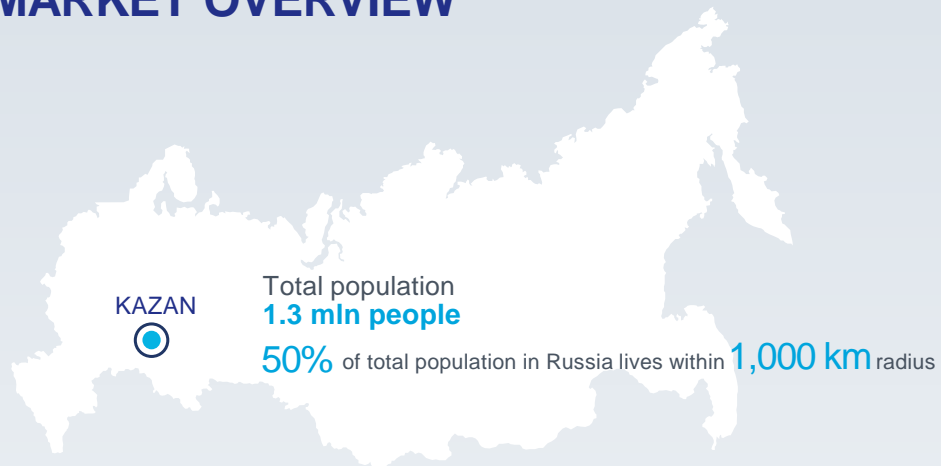 MARKET OVERVIEW
KAZAN
Total population
1.3 mln people
50% of total population in Russia lives within 1,000 km radius